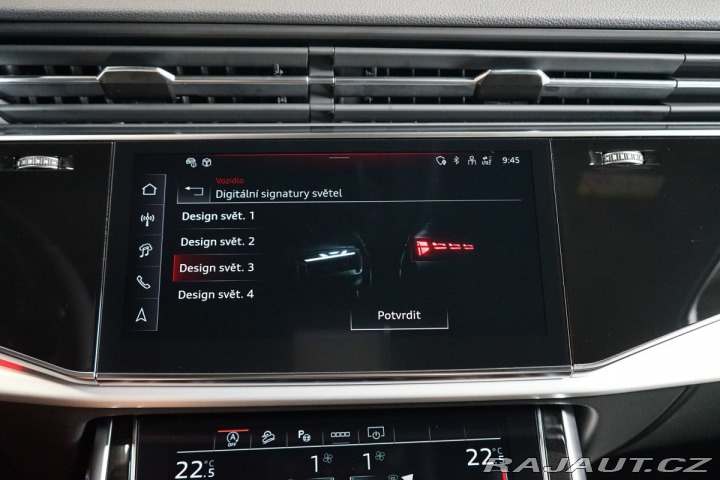 9:45
Vozidlo
Digitální signatury světel
Design svět. 1
Design svět. 2
Design svět. 3
Design svět. 4
Potvrdit
A
OFF
P
22.5 °C
1
1
22.5 °C
RAJAUT.CZ